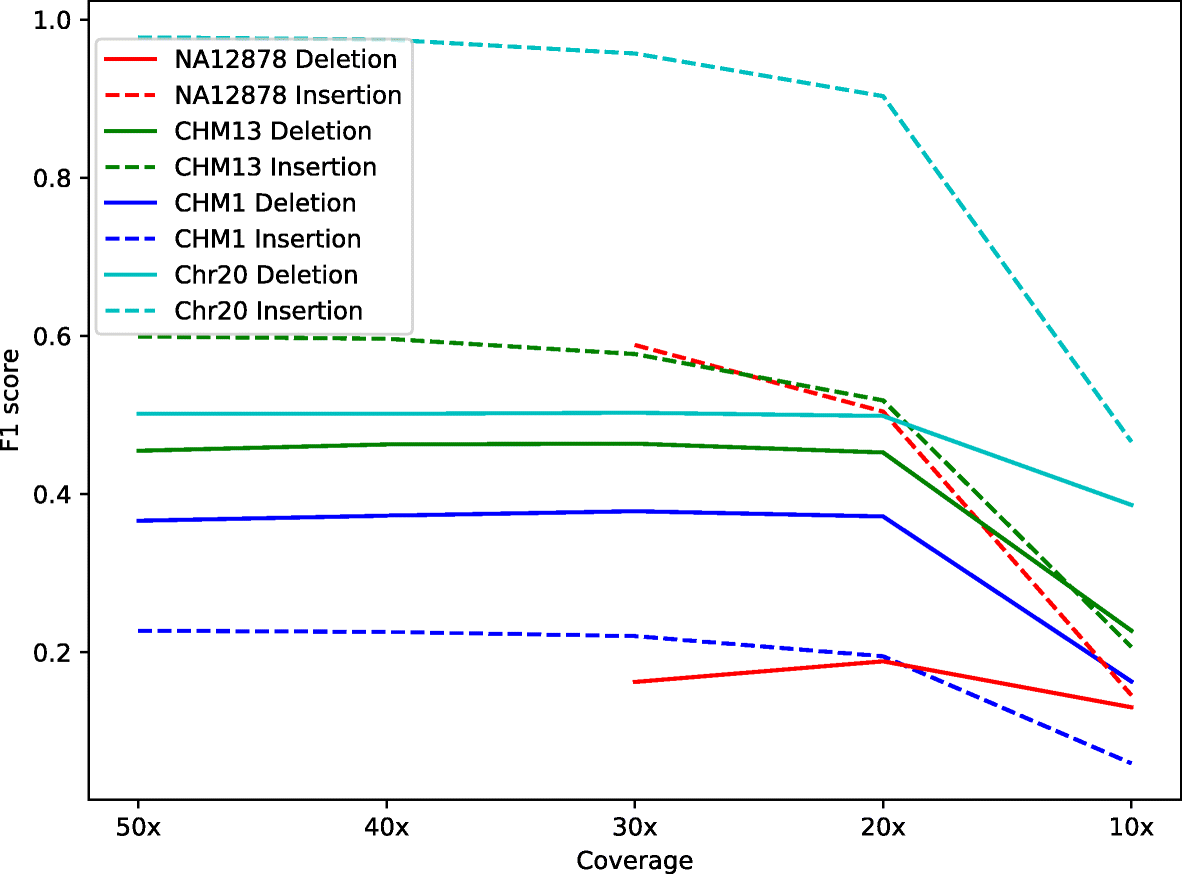 1.0
0.8
0.6
0.4
0.2
F1 score
NA12878 Deletion
NA12878 Insertion
CHM13 Deletion
CHM13 Insertion
CHM1 Deletion
CHM1 Insertion
Chr20 Deletion
Chr20 Insertion
50x 40x 30x 20x 10x
Coverage